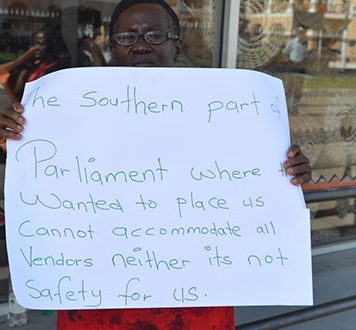 The Southern part of
Parliament where
Wanted to place us
Cannot accommodate all
Vendors neither its not
Safety for us.